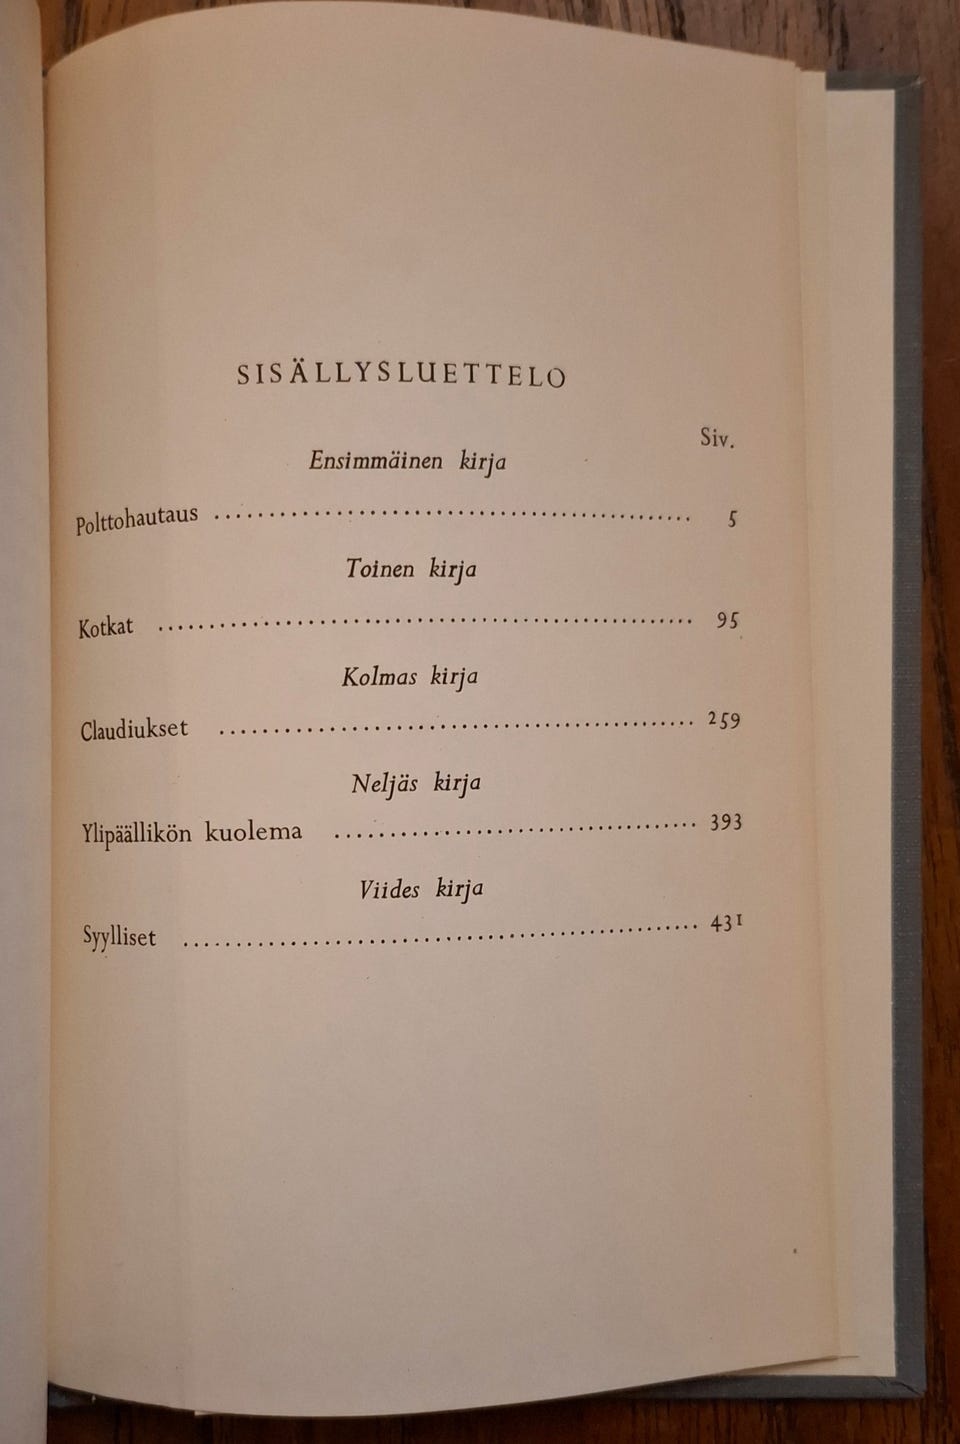 SISÄLLYSLUETTELO
Siv.
Ensimmäinen kirja
Polttohautaus ........................................ 5
Toinen kirja
Kotkat ........................................ 95
Kolmas kirja
Claudiukset ........................................ 259
Neljäs kirja
Ylipäällikön kuolema .............................. 393
Viides kirja
Syylliset ........................................ 431